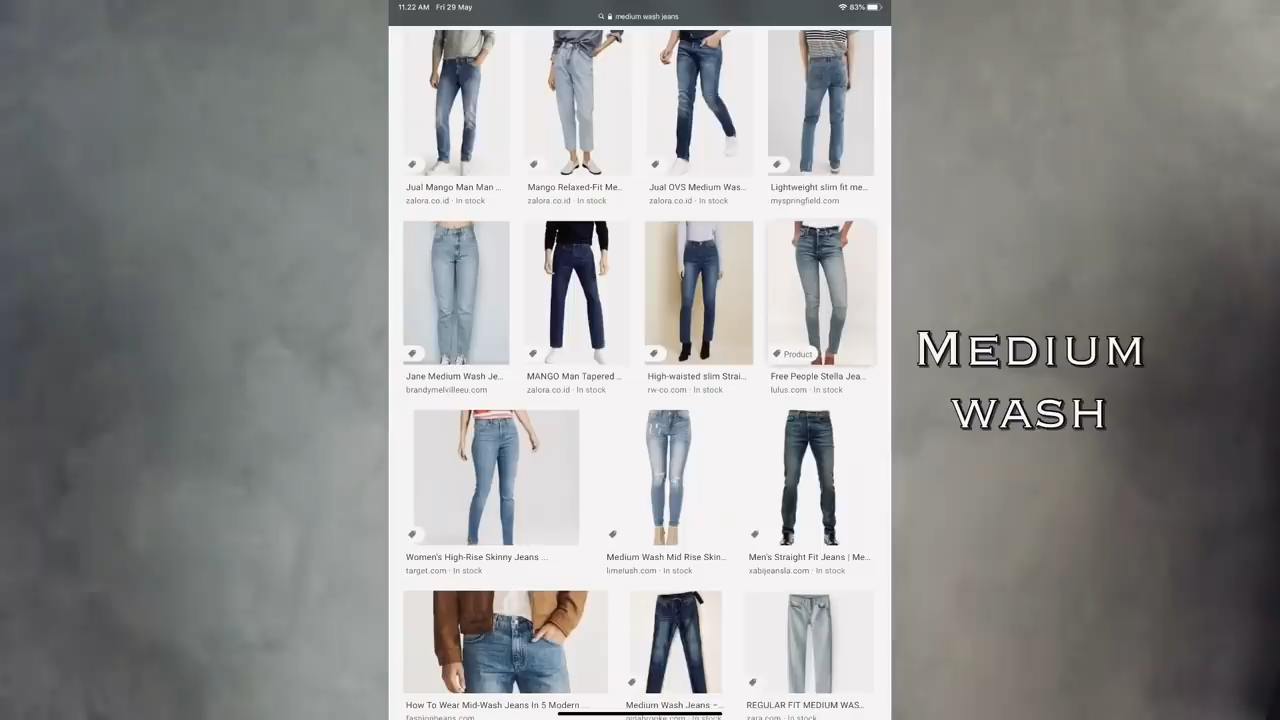 11.22 AM Fri 29 May
medium wash jeans
83%
Jual Mango Man Man ...
zalora.co.id · In stock
Mango Relaxed-Fit Me...
zalora.co.id · In stock
Jual OVS Medium Was...
zalora.co.id · In stock
Lightweight slim fit me...
myspringfield.com
Product
Jane Medium Wash Je...
brandymelvilleeu.com
MANGO Man Tapered ...
zalora.co.id · In stock
High-waisted slim Strai...
rw-co.com · In stock
Free People Stella Jea...
lulus.com · In stock
MEDIUM
WASH
Women's High-Rise Skinny Jeans ...
target.com · In stock
Medium Wash Mid Rise Skin...
limelush.com · In stock
Men's Straight Fit Jeans | Me...
xabijeansla.com · In stock
How To Wear Mid-Wash Jeans In 5 Modern ...
fashionbeans.com
Medium Wash Jeans – ...
ginabrooke.com · In stock
REGULAR FIT MEDIUM WAS...
zara.com · In stock